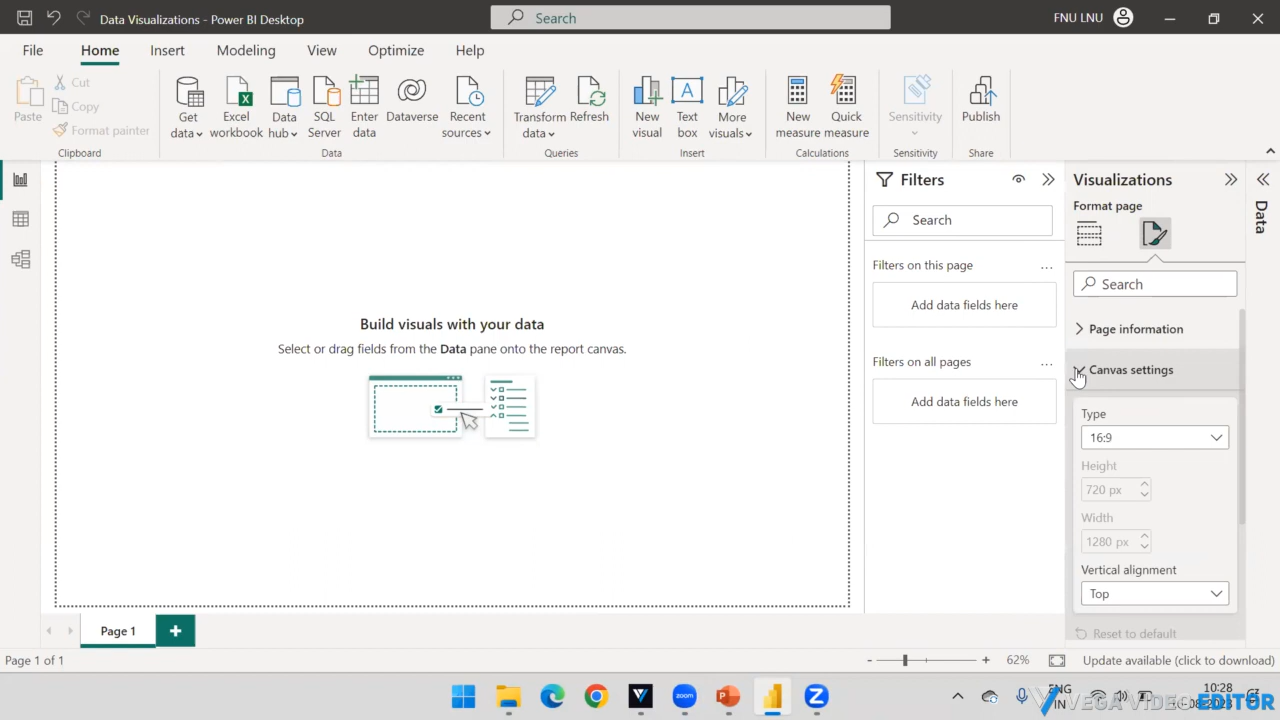 Data Visualizations - Power BI Desktop
Search
FNU LNU
File Home Insert Modeling View Optimize Help
Paste
Cut
Copy
Format painter
Clipboard
Get data
Excel workbook
Data hub
SQL Server
Enter data
Dataverse
Recent sources
Data
Transform data
Refresh
Queries
New visual
Text box
More visuals
Insert
New measure
Quick measure
Calculations
Sensitivity
Sensitivity
Publish
Share
Build visuals with your data
Select or drag fields from the Data pane onto the report canvas.
Filters
Search
Filters on this page
Add data fields here
Filters on all pages
Add data fields here
Visualizations
Format page
Search
Page information
Canvas settings
Type
16:9
Height
720 px
Width
1280 px
Vertical alignment
Top
Reset to default
Data
Page 1
Page 1 of 1
- + 62%
Update available (click to download)
zoom
ENG
IN
10:28
VEGA VIDEO EDITOR